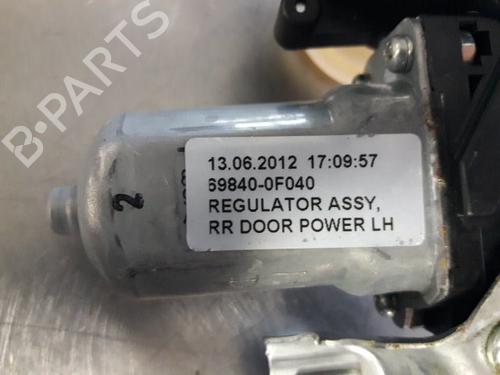 13.06.2012 17:09:57
69840-0F040
REGULATOR ASSY,
RR DOOR POWER LH
2
B-PARTS